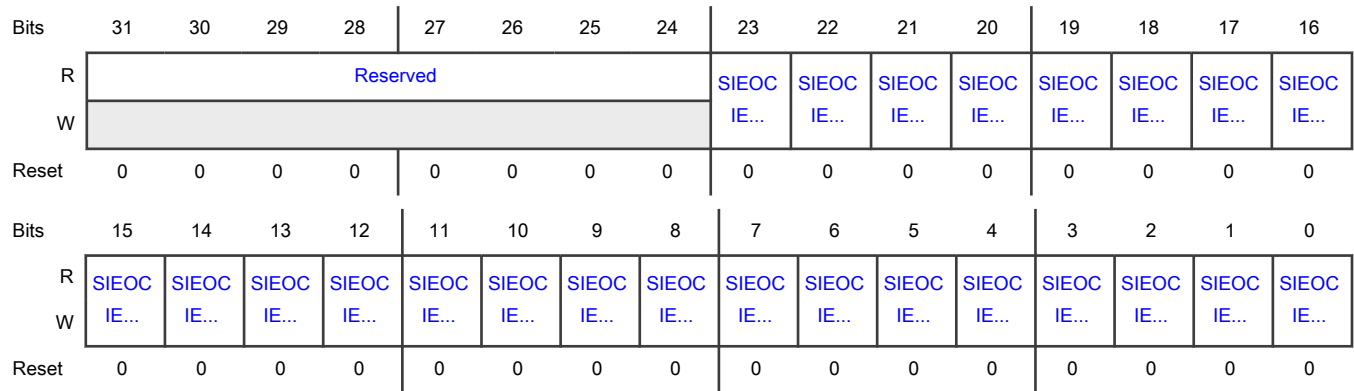 Bits 31 30 29 28 27 26 25 24 23 22 21 20 19 18 17 16
R Reserved SIEOC SIEOC SIEOC SIEOC SIEOC SIEOC SIEOC SIEOC
W IE... IE... IE... IE... IE... IE... IE... IE...
Reset 0 0 0 0 0 0 0 0 0 0 0 0 0 0 0 0
Bits 15 14 13 12 11 10 9 8 7 6 5 4 3 2 1 0
R SIEOC SIEOC SIEOC SIEOC SIEOC SIEOC SIEOC SIEOC SIEOC SIEOC SIEOC SIEOC SIEOC SIEOC SIEOC SIEOC
W IE... IE... IE... IE... IE... IE... IE... IE... IE... IE... IE... IE... IE... IE... IE... IE...
Reset 0 0 0 0 0 0 0 0 0 0 0 0 0 0 0 0